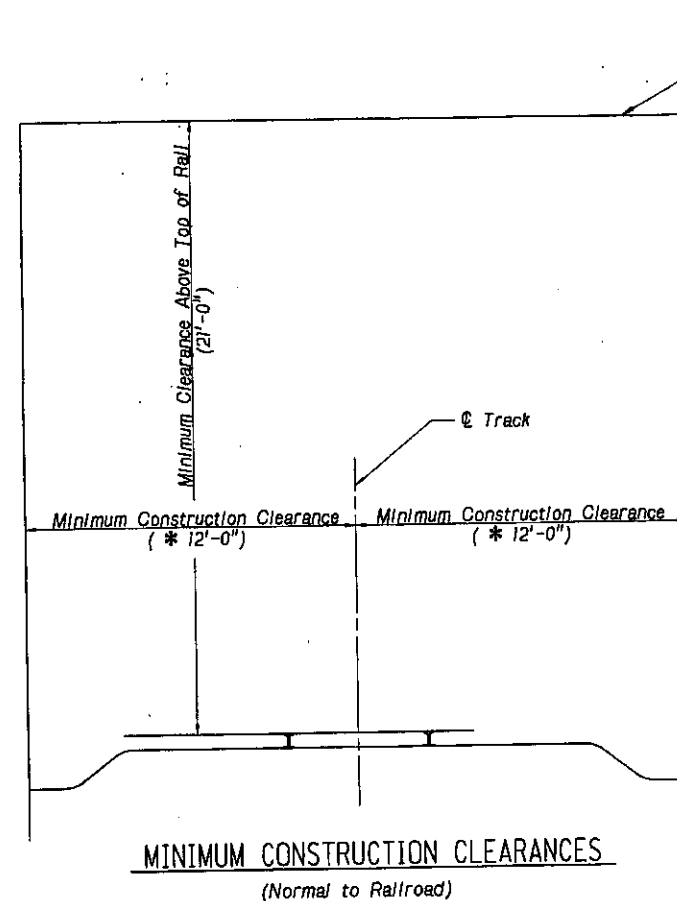 Minimum Clearance Above Top of Rail
(21'-0")
℄ Track
Minimum Construction Clearance
( * 12'-0")
Minimum Construction Clearance
( * 12'-0")
MINIMUM CONSTRUCTION CLEARANCES
(Normal to Railroad)